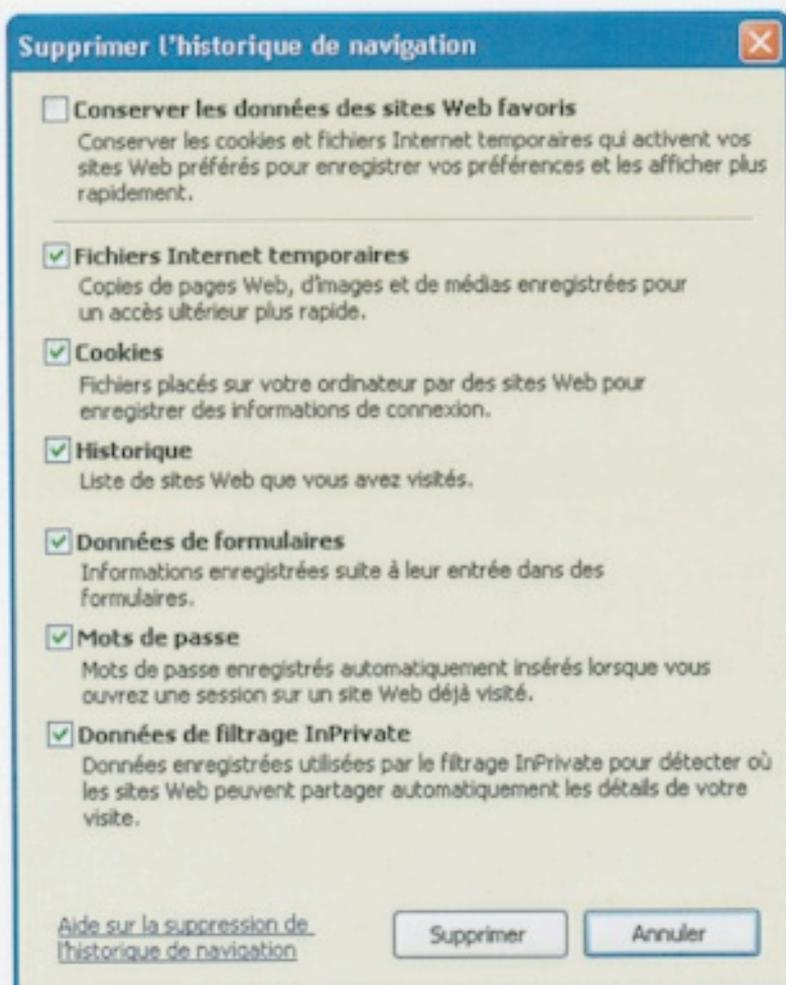 Supprimer l'historique de navigation
Conserver les données des sites Web favoris
Conserver les cookies et fichiers Internet temporaires qui activent vos
sites Web préférés pour enregistrer vos préférences et les afficher plus
rapidement.
Fichiers Internet temporaires
Copies de pages Web, d'images et de médias enregistrées pour
un accès ultérieur plus rapide.
Cookies
Fichiers placés sur votre ordinateur par des sites Web pour
enregistrer des informations de connexion.
Historique
Liste de sites Web que vous avez visités.
Données de formulaires
Informations enregistrées suite à leur entrée dans des
formulaires.
Mots de passe
Mots de passe enregistrés automatiquement insérés lorsque vous
ouvrez une session sur un site Web déjà visité.
Données de filtrage InPrivate
Données enregistrées utilisées par le filtrage InPrivate pour détecter où
les sites Web peuvent partager automatiquement les détails de votre
visite.
Aide sur la suppression de
l'historique de navigation
Supprimer
Annuler